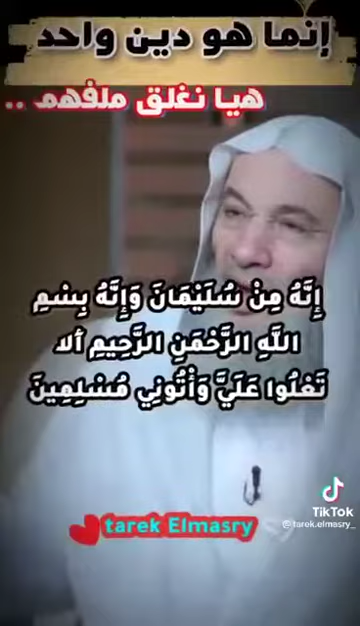 إنما هو دين واحد
هيا نغلق ملفهم ..
إِنَّهُ مِنْ سُلَيْمَانَ وَإِنَّهُ بِسْمِ
اللَّهِ الرَّحْمَنِ الرَّحِيمِ ألا
تَعْلُوا عَلَيَّ وَأْتُونِي مُسْلِمِينَ
TikTok
@tarek.elmasry_
tarek Elmasry